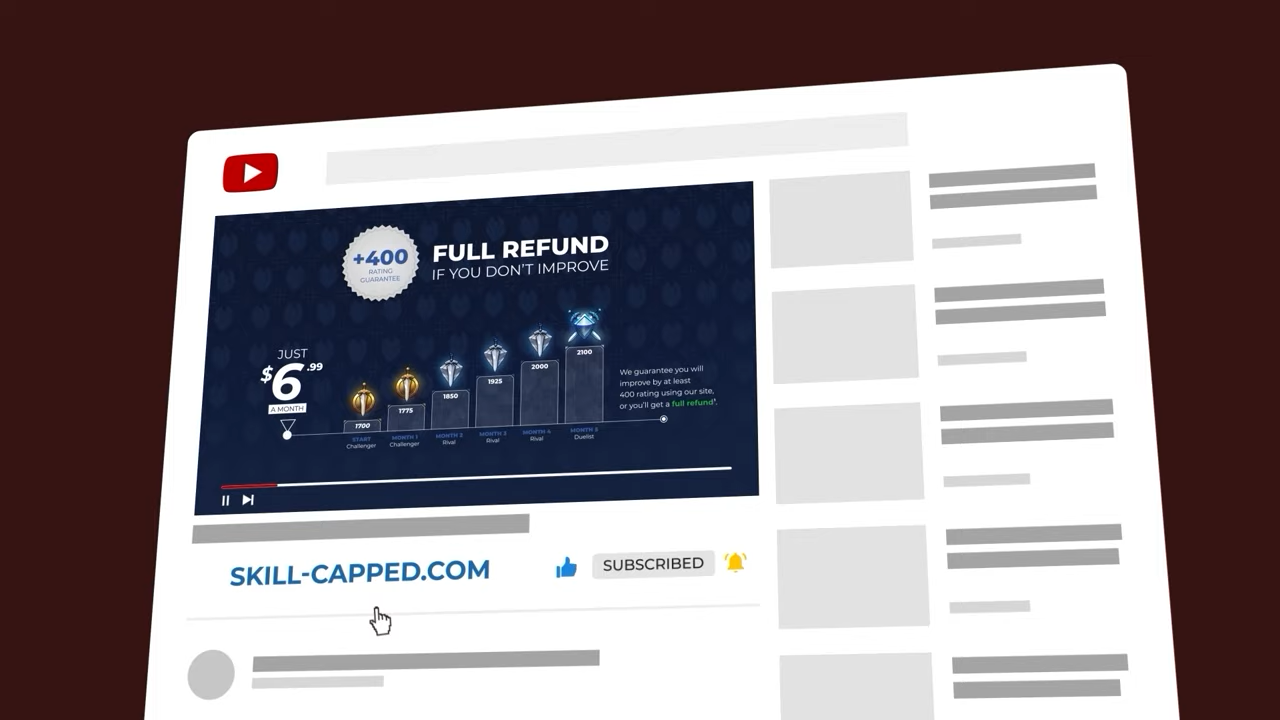 +400
RATING
GUARANTEE
FULL REFUND
IF YOU DON'T IMPROVE
JUST
$6.99
A MONTH
1700
1775
1850
1925
2000
2100
START
Challenger
MONTH 1
Challenger
MONTH 2
Rival
MONTH 3
Rival
MONTH 4
Rival
MONTH 5
Duelist
We guarantee you will
improve by at least
400 rating using our site,
or you'll get a full refund*.
SKILL-CAPPED.COM
SUBSCRIBED